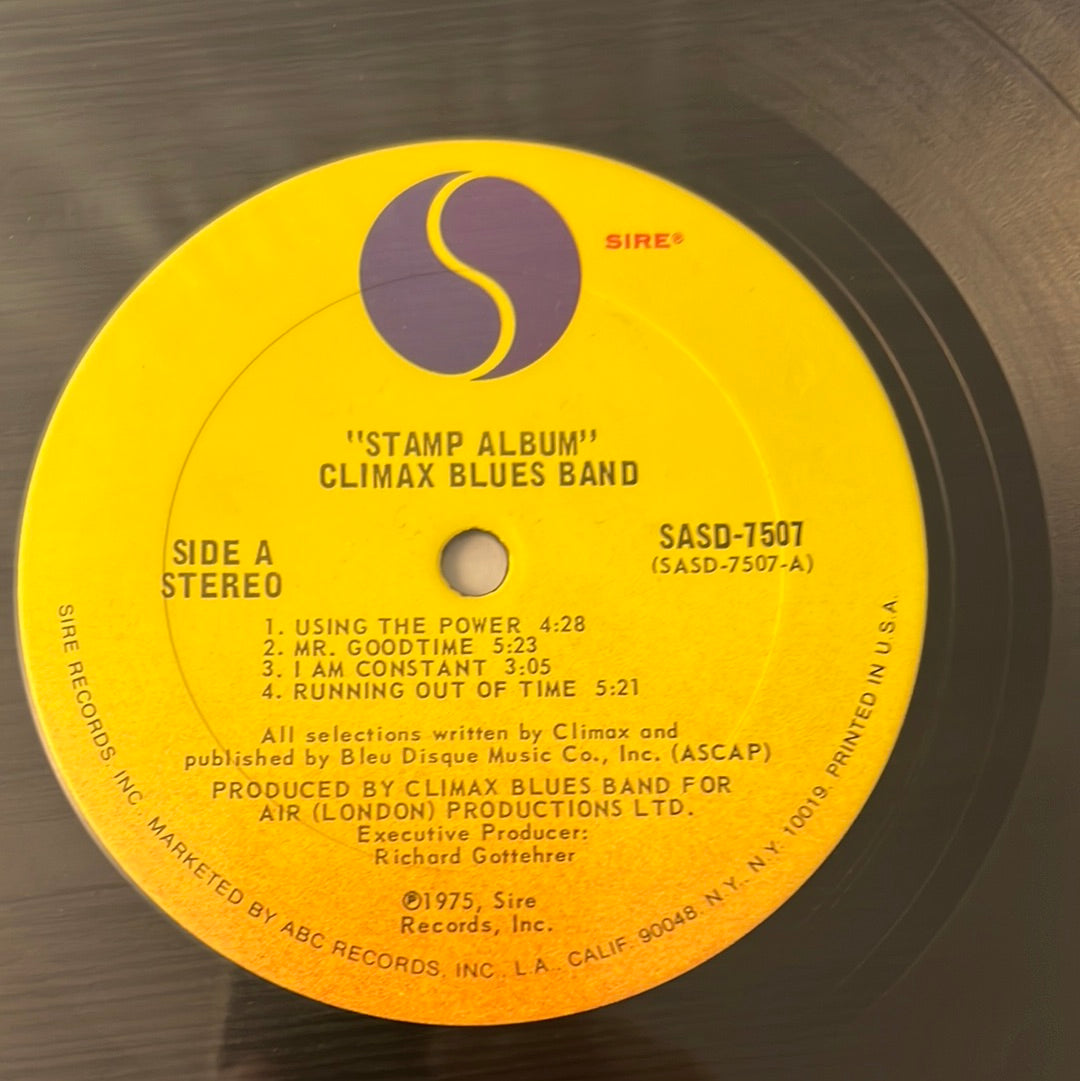 SIRE®
"STAMP ALBUM"
CLIMAX BLUES BAND
SIDE A
STEREO
SASD-7507
(SASD-7507-A)
1. USING THE POWER 4:28
2. MR. GOODTIME 5:23
3. I AM CONSTANT 3:05
4. RUNNING OUT OF TIME 5:21
All selections written by Climax and
published by Bleu Disque Music Co., Inc. (ASCAP)
PRODUCED BY CLIMAX BLUES BAND FOR
AIR (LONDON) PRODUCTIONS LTD.
Executive Producer:
Richard Gottehrer
℗1975, Sire
Records, Inc.
SIRE RECORDS, INC., MARKETED BY ABC RECORDS, INC., L.A., CALIF. 90048, N.Y., N.Y. 10019. PRINTED IN U.S.A.